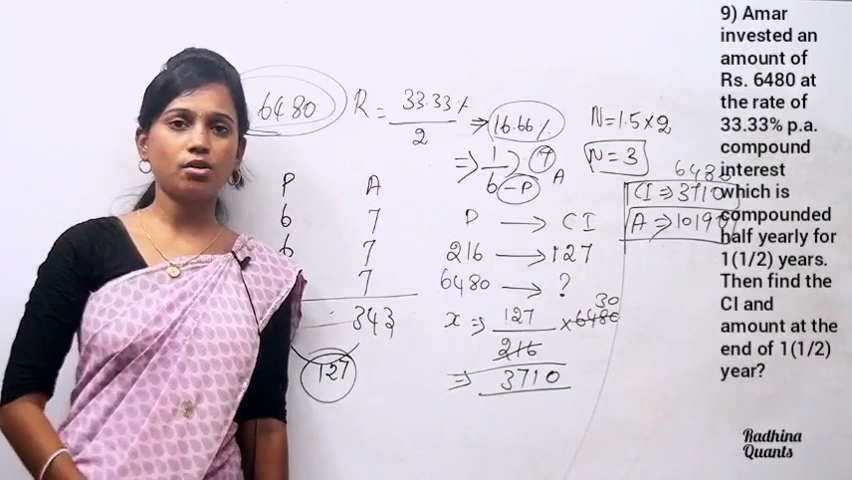 9) Amar
invested an
amount of
Rs. 6480 at
the rate of
33.33% p.a.
compound
interest
which is
compounded
half yearly for
1(1/2) years.
Then find the
CI and
amount at the
end of 1(1/2)
year?
Radhina
Quants
6480
R = 33.33% / 2 ⇒ 16.66%
N=1.5×2
N=3
⇒ 1/6 7 A
-P
P A
6 7
6 7
7
343
127
P → CI
216 → 127
6480 → ?
x ⇒ 127/216 × 6480 30
⇒ 3710
6480
CI ⇒ 3710
A ⇒ 10190